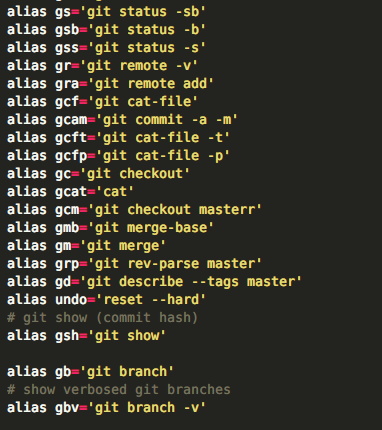 alias gs='git status -sb'
alias gsb='git status -b'
alias gss='git status -s'
alias gr='git remote -v'
alias gra='git remote add'
alias gcf='git cat-file'
alias gcam='git commit -a -m'
alias gcft='git cat-file -t'
alias gcfp='git cat-file -p'
alias gc='git checkout'
alias gcat='cat'
alias gcm='git checkout masterr'
alias gmb='git merge-base'
alias gm='git merge'
alias grp='git rev-parse master'
alias gd='git describe --tags master'
alias undo='reset --hard'
# git show (commit hash)
alias gsh='git show'
alias gb='git branch'
# show verbosed git branches
alias gbv='git branch -v'